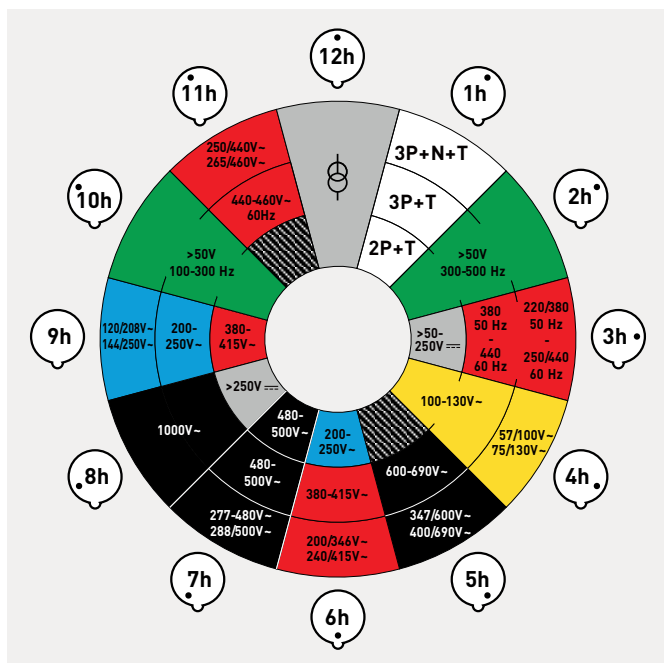 12h
1h
3P+N+T
3P+T
2P+T
2h
>50V
300-500 Hz
3h
220/380
50 Hz
-
250/440
60 Hz
380
50 Hz
-
440
60 Hz
>50-
250V⎓
4h
100-130V~
57/100V~
75/130V~
5h
600-690V~
347/600V~
400/690V~
6h
200-
250V~
380-415V~
200/346V~
240/415V~
7h
480-
500V~
480-
500V~
277-480V~
288/500V~
8h
>250V⎓
1000V~
9h
120/208V~
144/250V~
200-
250V~
380-
415V~
10h
>50V
100-300 Hz
11h
250/440V~
265/460V~
440-460V~
60Hz